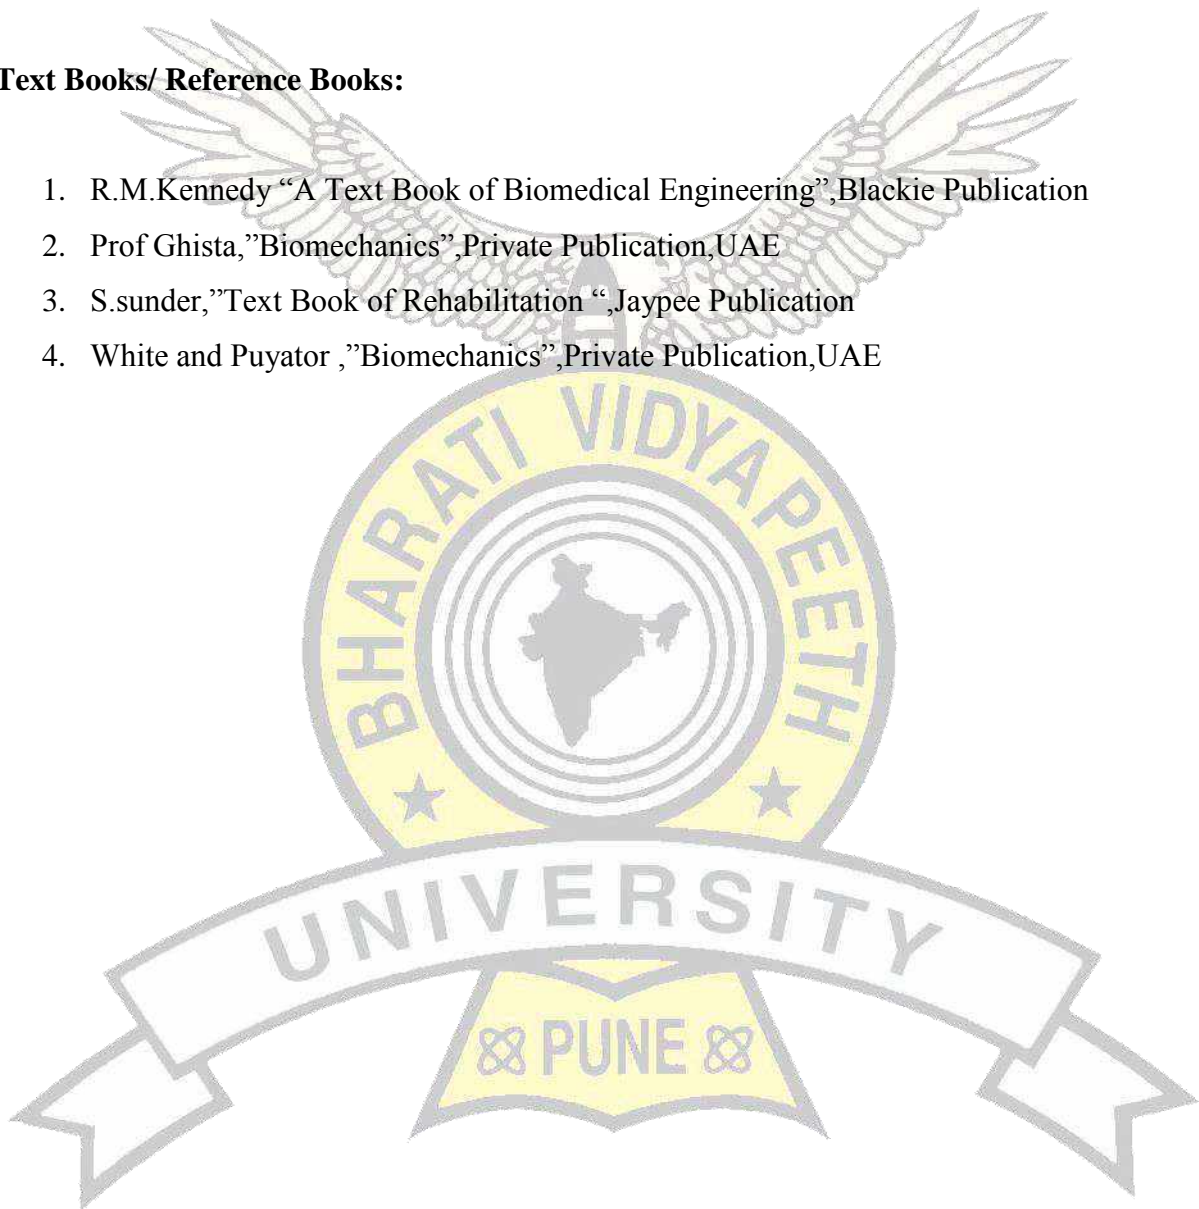 Text Books/ Reference Books:
1. R.M.Kennedy “A Text Book of Biomedical Engineering”,Blackie Publication
2. Prof Ghista,”Biomechanics”,Private Publication,UAE
3. S.sunder,”Text Book of Rehabilitation “,Jaypee Publication
4. White and Puyator ,”Biomechanics”,Private Publication,UAE
BHARATI VIDYAPEETH
UNIVERSITY
PUNE